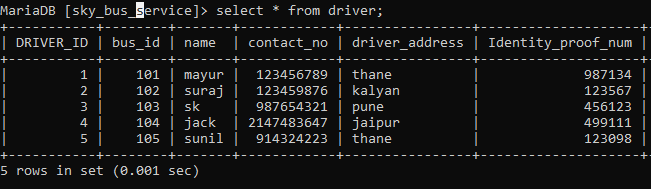 MariaDB [sky_bus_service]> select * from driver;
+-----------+--------+-------+------------+----------------+--------------------+
| DRIVER_ID | bus_id | name  | contact_no | driver_address | Identity_proof_num |
+-----------+--------+-------+------------+----------------+--------------------+
|         1 |    101 | mayur |  123456789 | thane          |             987134 |
|         2 |    102 | suraj |  123459876 | kalyan         |             123567 |
|         3 |    103 | sk    |  987654321 | pune           |             456123 |
|         4 |    104 | jack  | 2147483647 | jaipur         |             499111 |
|         5 |    105 | sunil |  914324223 | thane          |             123098 |
+-----------+--------+-------+------------+----------------+--------------------+
5 rows in set (0.001 sec)